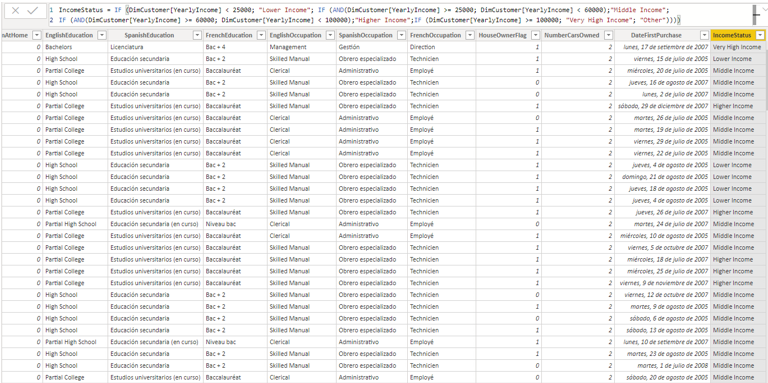 1 IncomeStatus = IF (DimCustomer[YearlyIncome] < 25000; "Lower Income"; IF (AND(DimCustomer[YearlyIncome] >= 25000; DimCustomer[YearlyIncome] < 60000);"Middle Income";
2 IF (AND(DimCustomer[YearlyIncome] >= 60000; DimCustomer[YearlyIncome] < 100000);"Higher Income";IF (DimCustomer[YearlyIncome] >= 100000; "Very High Income"; "Other"))))
nAtHome EnglishEducation SpanishEducation FrenchEducation EnglishOccupation SpanishOccupation FrenchOccupation HouseOwnerFlag NumberCarsOwned DateFirstPurchase IncomeStatus
0 Bachelors Licenciatura Bac + 4 Management Gestión Direction 1 2 lunes, 17 de setiembre de 2007 Very High Income
0 High School Educación secundaria Bac + 2 Skilled Manual Obrero especializado Technicien 1 2 viernes, 15 de julio de 2005 Lower Income
0 Partial College Estudios universitarios (en curso) Baccalauréat Clerical Administrativo Employé 1 2 miércoles, 20 de julio de 2005 Middle Income
0 High School Educación secundaria Bac + 2 Skilled Manual Obrero especializado Technicien 0 2 jueves, 16 de agosto de 2007 Middle Income
0 High School Educación secundaria Bac + 2 Skilled Manual Obrero especializado Technicien 0 2 lunes, 2 de julio de 2007 Middle Income
0 Partial College Estudios universitarios (en curso) Baccalauréat Skilled Manual Obrero especializado Technicien 1 2 sábado, 29 de diciembre de 2007 Higher Income
0 Partial College Estudios universitarios (en curso) Baccalauréat Clerical Administrativo Employé 0 2 martes, 26 de julio de 2005 Middle Income
0 Partial College Estudios universitarios (en curso) Baccalauréat Clerical Administrativo Employé 1 2 martes, 19 de julio de 2005 Middle Income
0 Partial College Estudios universitarios (en curso) Baccalauréat Clerical Administrativo Employé 1 2 viernes, 29 de julio de 2005 Middle Income
0 Partial College Estudios universitarios (en curso) Baccalauréat Clerical Administrativo Employé 1 2 viernes, 22 de julio de 2005 Middle Income
0 High School Educación secundaria Bac + 2 Skilled Manual Obrero especializado Technicien 1 2 jueves, 4 de agosto de 2005 Lower Income
0 High School Educación secundaria Bac + 2 Skilled Manual Obrero especializado Technicien 1 2 domingo, 21 de agosto de 2005 Lower Income
0 High School Educación secundaria Bac + 2 Skilled Manual Obrero especializado Technicien 1 2 jueves, 18 de agosto de 2005 Lower Income
0 High School Educación secundaria Bac + 2 Skilled Manual Obrero especializado Technicien 1 2 jueves, 4 de agosto de 2005 Lower Income
0 Partial College Estudios universitarios (en curso) Baccalauréat Skilled Manual Obrero especializado Technicien 1 2 jueves, 26 de julio de 2007 Higher Income
0 Partial High School Educación secundaria (en curso) Niveau bac Clerical Administrativo Employé 0 2 martes, 24 de julio de 2007 Middle Income
0 Partial College Estudios universitarios (en curso) Baccalauréat Clerical Administrativo Employé 1 2 miércoles, 10 de agosto de 2005 Middle Income
0 High School Educación secundaria Bac + 2 Skilled Manual Obrero especializado Technicien 1 2 viernes, 5 de octubre de 2007 Middle Income
0 Partial College Estudios universitarios (en curso) Baccalauréat Skilled Manual Obrero especializado Technicien 1 2 miércoles, 18 de julio de 2007 Higher Income
0 Partial College Estudios universitarios (en curso) Baccalauréat Skilled Manual Obrero especializado Technicien 1 2 miércoles, 25 de julio de 2007 Higher Income
0 Partial College Estudios universitarios (en curso) Baccalauréat Skilled Manual Obrero especializado Technicien 1 2 viernes, 9 de noviembre de 2007 Higher Income
0 High School Educación secundaria Bac + 2 Skilled Manual Obrero especializado Technicien 0 2 viernes, 12 de octubre de 2007 Middle Income
0 High School Educación secundaria Bac + 2 Skilled Manual Obrero especializado Technicien 1 2 martes, 9 de agosto de 2005 Middle Income
0 High School Educación secundaria Bac + 2 Skilled Manual Obrero especializado Technicien 0 2 sábado, 6 de agosto de 2005 Middle Income
0 High School Educación secundaria Bac + 2 Skilled Manual Obrero especializado Technicien 1 2 sábado, 13 de agosto de 2005 Middle Income
0 Partial High School Educación secundaria (en curso) Niveau bac Clerical Administrativo Employé 1 2 lunes, 10 de setiembre de 2007 Middle Income
0 High School Educación secundaria Bac + 2 Skilled Manual Obrero especializado Technicien 1 2 martes, 23 de agosto de 2005 Middle Income
0 High School Educación secundaria Bac + 2 Skilled Manual Obrero especializado Technicien 0 2 martes, 1 de julio de 2008 Middle Income
0 Partial College Estudios universitarios (en curso) Baccalauréat Clerical Administrativo Employé 0 2 sábado, 20 de agosto de 2005 Middle Income